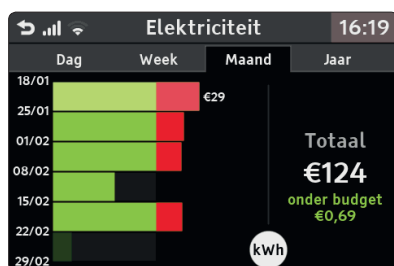 Elektriciteit 16:19
Dag Week Maand Jaar
18/01
€29
25/01
01/02
Totaal
08/02
€124
onder budget
15/02
€0,69
22/02
kWh
29/02